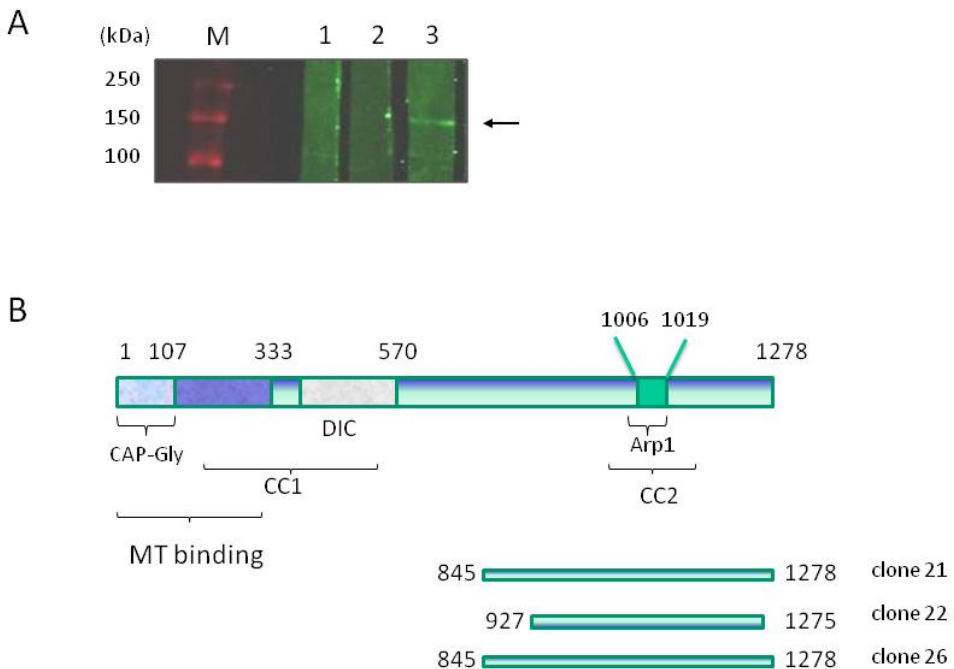 A
(kDa) M 1 2 3
250
150
100
B
1006 1019
1 107 333 570 1278
DIC
CAP-Gly
Arp1
CC1
CC2
MT binding
845 1278 clone 21
927 1275 clone 22
845 1278 clone 26